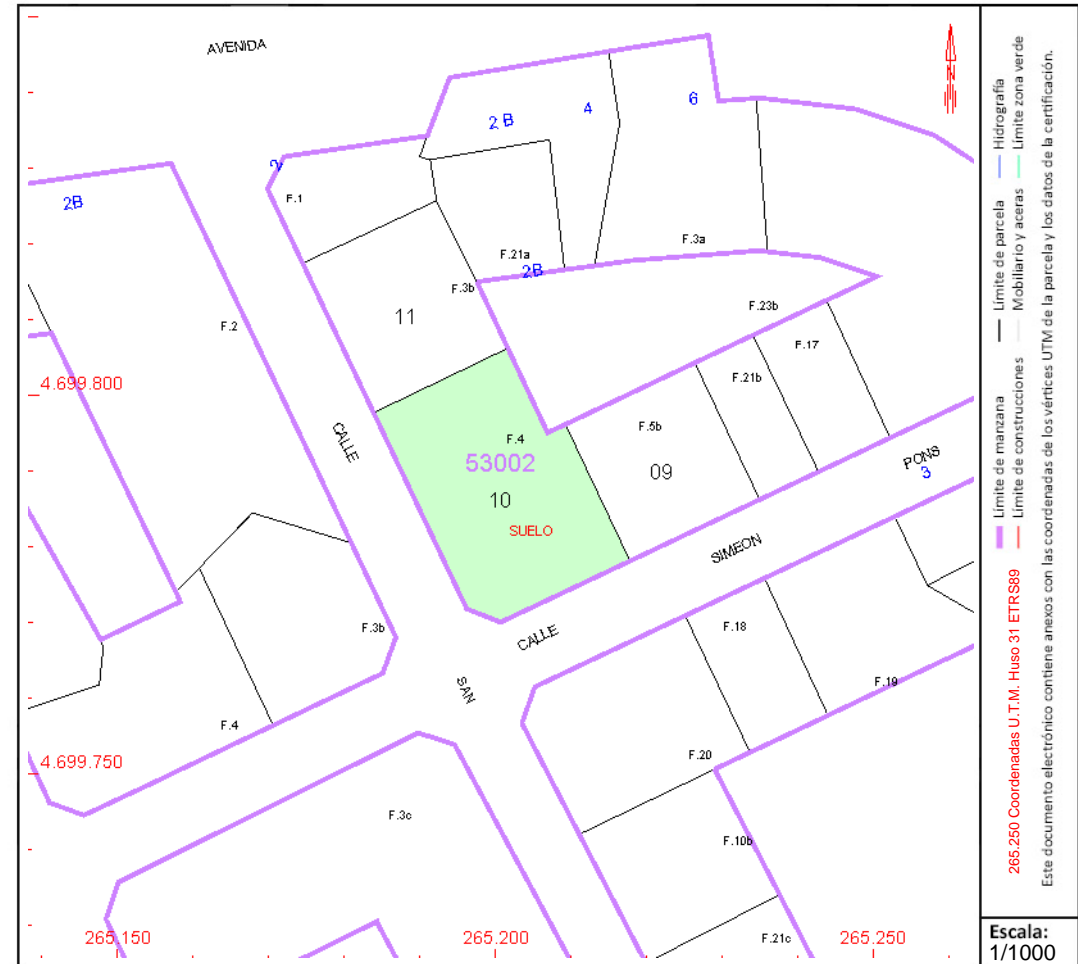 AVENIDA
2 B
4
6
2
2B
F.1
F.21a
2B
F.3a
F.3b
11
F.2
F.23b
F.17
4.699.800
F.21b
CALLE
F.4
F.5b
53002
09
PONS
3
10
SUELO
SIMEON
F.3b
CALLE
F.18
SAN
F.19
F.4
F.20
4.699.750
F.3c
F.10b
265.150
265.200
265.250
F.21c
N
Límite de manzana
Límite de parcela
Hidrografía
Límite de construcciones
Mobiliario y aceras
Límite zona verde
265.250 Coordenadas U.T.M. Huso 31 ETRS89
Este documento electrónico contiene anexos con las coordenadas de los vértices UTM de la parcela y los datos de la certificación.
Escala:
1/1000